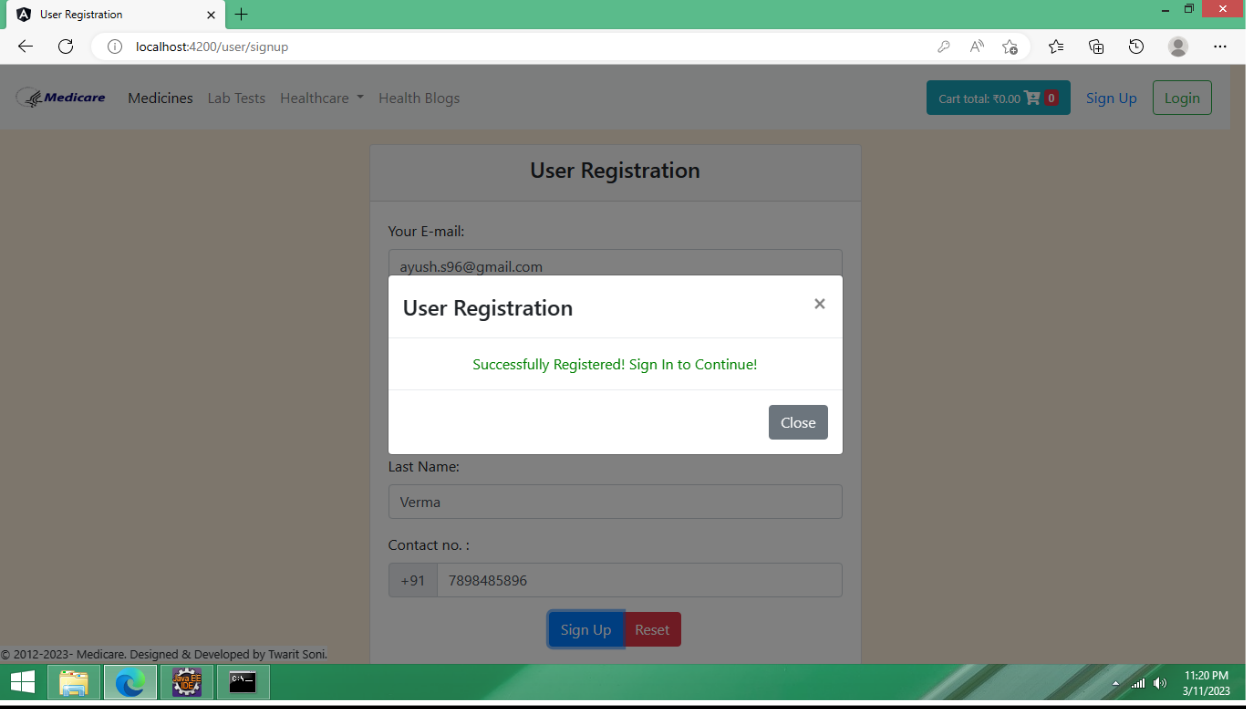 User Registration
localhost:4200/user/signup
Medicare Medicines Lab Tests Healthcare Health Blogs Cart total: ₹0.00 0 Sign Up Login
User Registration
Your E-mail:
ayush.s96@gmail.com
User Registration ×
Successfully Registered! Sign In to Continue!
Close
Last Name:
Verma
Contact no. :
+91 7898485896
Sign Up Reset
© 2012-2023- Medicare. Designed & Developed by Twarit Soni.
Java EE
IDE
C:\_
11:20 PM
3/11/2023